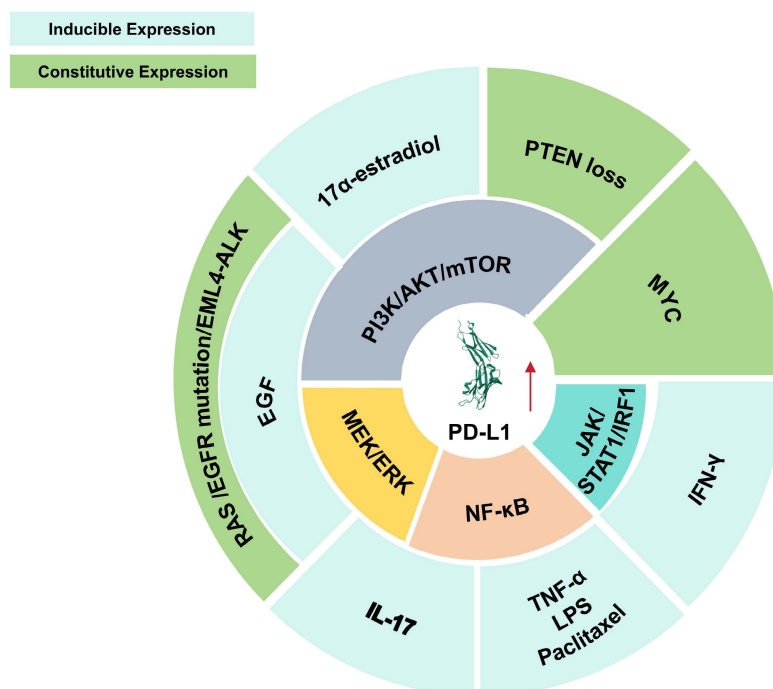 Inducible Expression
Constitutive Expression
17α-estradiol
PTEN loss
MYC
IFN-γ
TNF-α
LPS
Paclitaxel
IL-17
RAS /EGFR mutation/EML4-ALK
EGF
PI3K/AKT/mTOR
JAK/
STAT1/IRF1
NF-κB
MEK/ERK
PD-L1